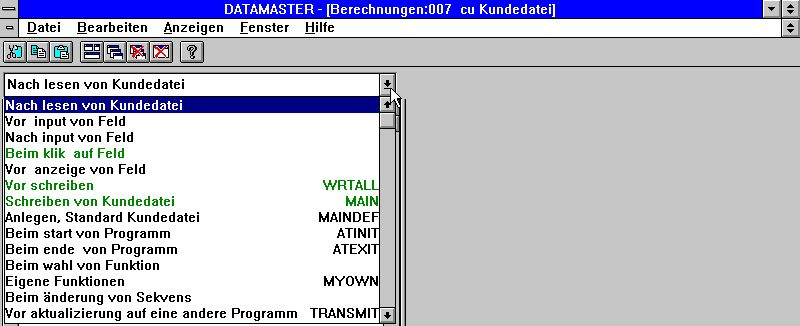 DATAMASTER - [Berechnungen:007  cu Kundedatei]
Datei Bearbeiten Anzeigen Fenster Hilfe
?
Nach lesen von Kundedatei
Nach lesen von Kundedatei
Vor  input von Feld
Nach input von Feld
Beim klik  auf Feld
Vor  anzeige von Feld
Vor schreiben WRTALL
Schreiben von Kundedatei MAIN
Anlegen, Standard Kundedatei MAINDEF
Beim start von Programm ATINIT
Beim ende  von Programm ATEXIT
Beim wahl von Funktion
Eigene Funktionen MYOWN
Beim änderung von Sekvens
Vor aktualizierung auf eine andere Programm TRANSMIT